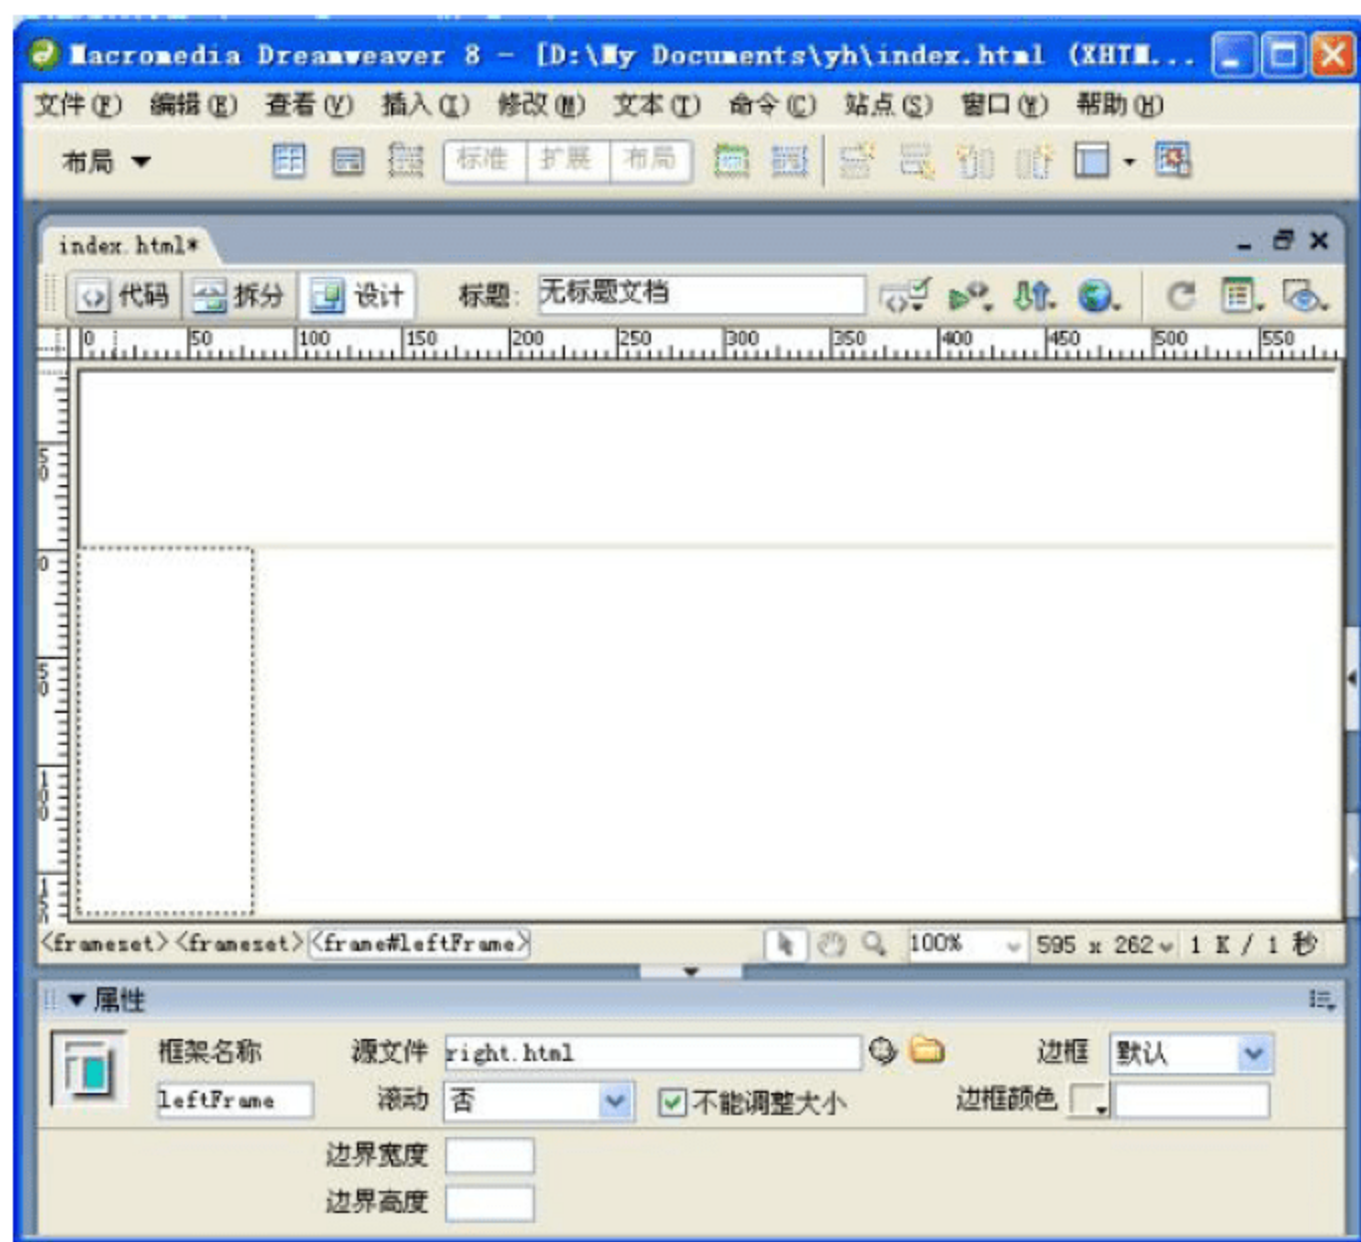 Macromedia Dreamweaver 8 - [D:\My Documents\yh\index.html (XHTM...
文件(F) 编辑(E) 查看(V) 插入(I) 修改(M) 文本(T) 命令(C) 站点(S) 窗口(W) 帮助(H)
布局 标准 扩展 布局
index.html*
代码 拆分 设计 标题: 无标题文档
0 50 100 150 200 250 300 350 400 450 500 550
50
0
50
100
15
<frameset> <frameset> <frame#leftFrame> 100% 595 x 262 1 K / 1 秒
属性
框架名称 源文件 right.html 边框 默认
leftFrame 滚动 否 不能调整大小 边框颜色
边界宽度
边界高度